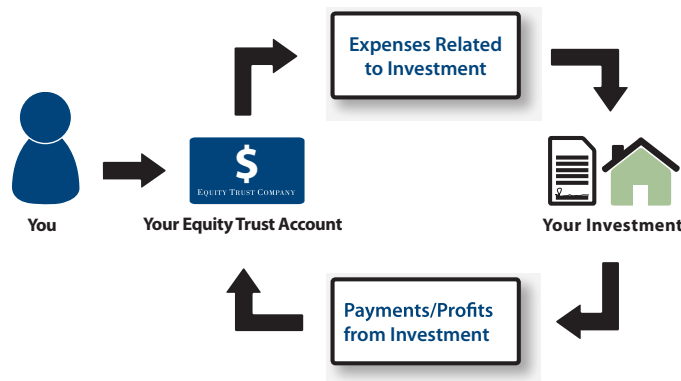 Expenses Related
to Investment
$
EQUITY TRUST COMPANY
You
Your Equity Trust Account
Your Investment
Payments/Profits
from Investment